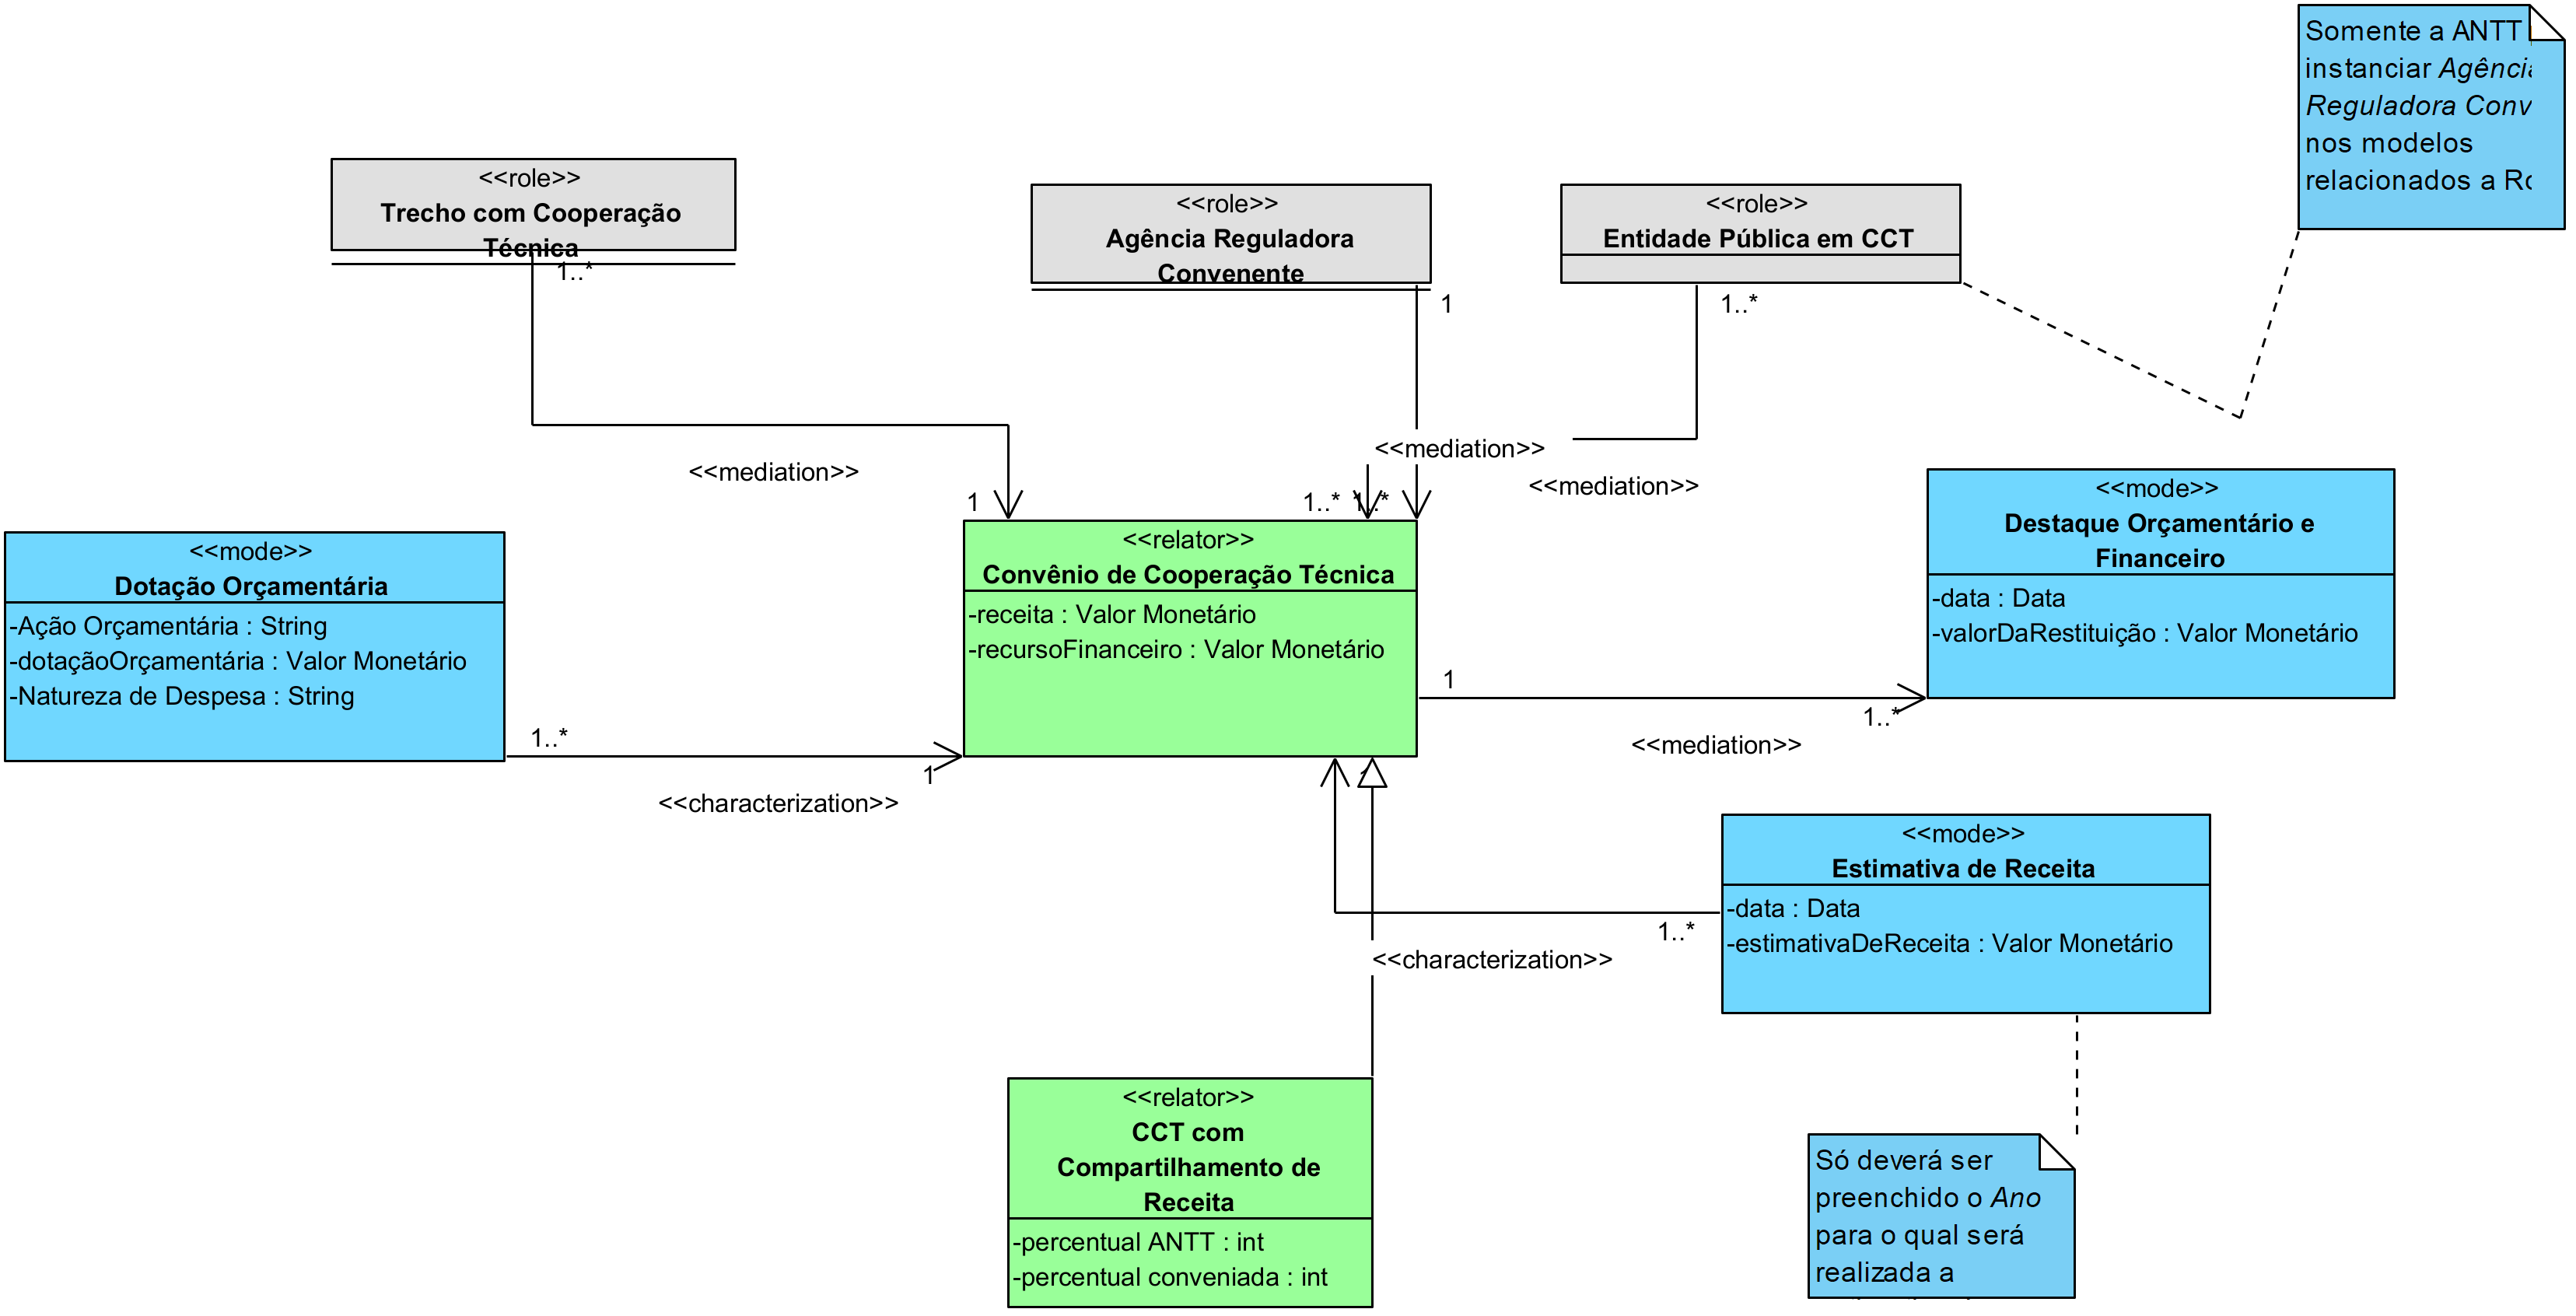 Somente a ANTT
instanciar
Reguladora
nos modelos
relacionados a
<<role>>
Trecho com Cooperação
Técnica
1..*
<<role>>
Agência Reguladora
Convenente
1
<<role>>
Entidade Pública em CCT
1..*
<<mediation>>
<<mediation>>
<<mediation>>
1
1..*
1..*
<<mode>>
Dotação Orçamentária
-Ação Orçamentária : String
-dotaçãoOrçamentária : Valor Monetário
-Natureza de Despesa : String
<<relator>>
Convênio de Cooperação Técnica
-receita : Valor Monetário
-recursoFinanceiro : Valor Monetário
<<mode>>
Destaque Orçamentário e
Financeiro
-data : Data
-valorDaRestituição : Valor Monetário
1..*
1
<<characterization>>
1
1..*
<<mediation>>
<<mode>>
Estimativa de Receita
-data : Data
-estimativaDeReceita : Valor Monetário
1..*
<<characterization>>
<<relator>>
CCT com
Compartilhamento de
Receita
-percentual ANTT : int
-percentual conveniada : int
Só deverá ser
preenchido o Ano
para o qual será
realizada a